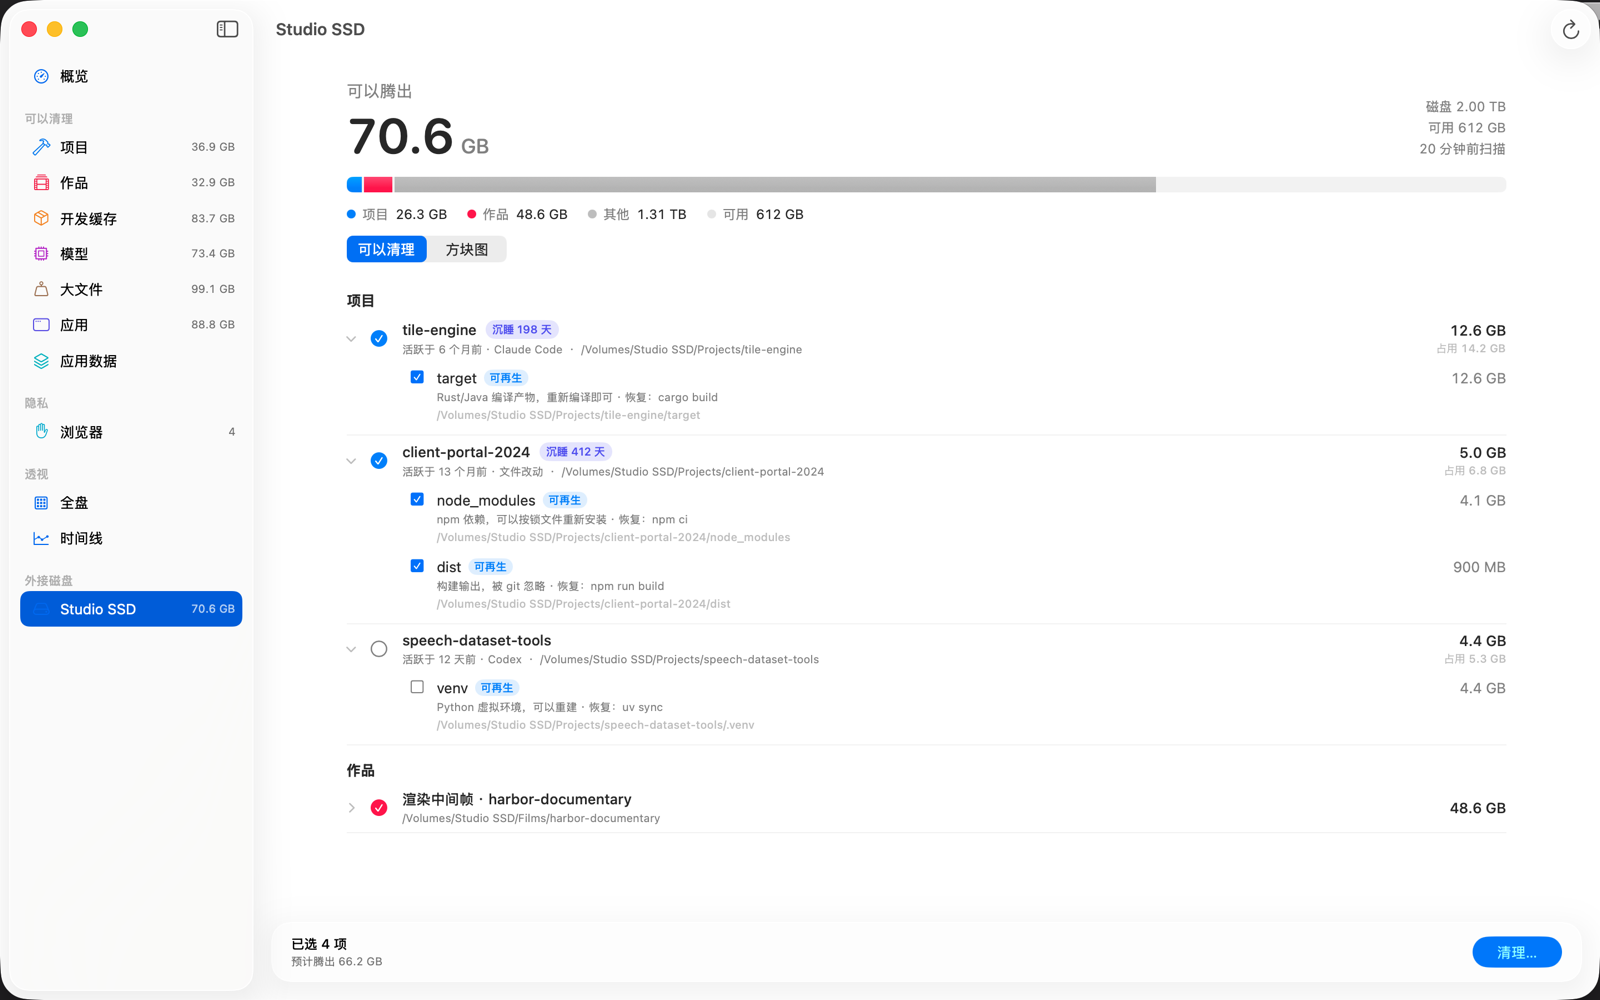 Studio SSD
概览
可以清理
项目 36.9 GB
作品 32.9 GB
开发缓存 83.7 GB
模型 73.4 GB
大文件 99.1 GB
应用 88.8 GB
应用数据
隐私
浏览器 4
透视
全盘
时间线
外接磁盘
Studio SSD 70.6 GB
可以腾出
70.6 GB
磁盘 2.00 TB
可用 612 GB
20 分钟前扫描
项目 26.3 GB 作品 48.6 GB 其他 1.31 TB 可用 612 GB
可以清理 方块图
项目
tile-engine 沉睡 198 天 12.6 GB
活跃于 6 个月前 · Claude Code · /Volumes/Studio SSD/Projects/tile-engine 占用 14.2 GB
target 可再生 12.6 GB
Rust/Java 编译产物，重新编译即可 · 恢复：cargo build
/Volumes/Studio SSD/Projects/tile-engine/target
client-portal-2024 沉睡 412 天 5.0 GB
活跃于 13 个月前 · 文件改动 · /Volumes/Studio SSD/Projects/client-portal-2024 占用 6.8 GB
node_modules 可再生 4.1 GB
npm 依赖，可以按锁文件重新安装 · 恢复：npm ci
/Volumes/Studio SSD/Projects/client-portal-2024/node_modules
dist 可再生 900 MB
构建输出，被 git 忽略 · 恢复：npm run build
/Volumes/Studio SSD/Projects/client-portal-2024/dist
speech-dataset-tools 4.4 GB
活跃于 12 天前 · Codex · /Volumes/Studio SSD/Projects/speech-dataset-tools 占用 5.3 GB
venv 可再生 4.4 GB
Python 虚拟环境，可以重建 · 恢复：uv sync
/Volumes/Studio SSD/Projects/speech-dataset-tools/.venv
作品
渲染中间帧 · harbor-documentary 48.6 GB
/Volumes/Studio SSD/Films/harbor-documentary
已选 4 项
预计腾出 66.2 GB
清理...